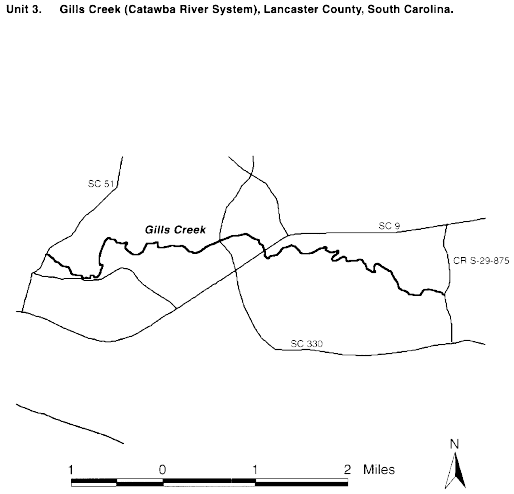 Unit 3. Gills Creek (Catawba River System), Lancaster County, South Carolina.
SC 51
Gills Creek
SC 9
CR S-29-875
SC 330
N
1 0 1 2 Miles